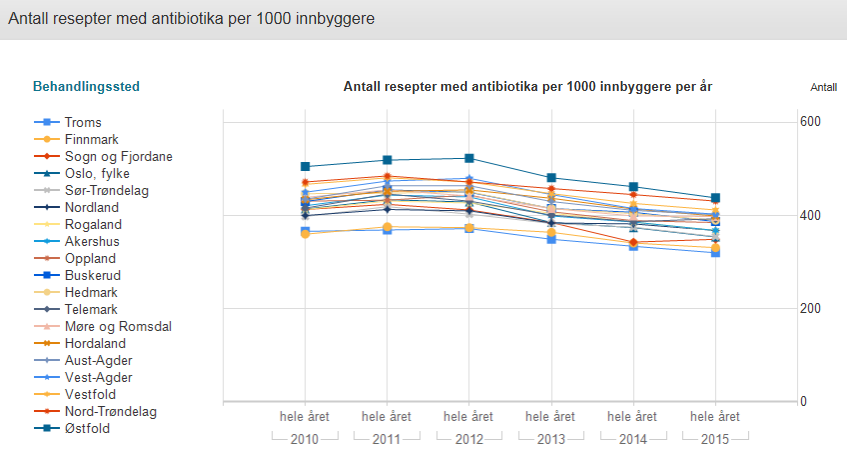 Antall resepter med antibiotika per 1000 innbyggere
Behandlingssted
Antall resepter med antibiotika per 1000 innbyggere per år
Antall
Troms
Finnmark
Sogn og Fjordane
Oslo, fylke
Sør-Trøndelag
Nordland
Rogaland
Akershus
Oppland
Buskerud
Hedmark
Telemark
Møre og Romsdal
Hordaland
Aust-Agder
Vest-Agder
Vestfold
Nord-Trøndelag
Østfold
600
400
200
0
hele året hele året hele året hele året hele året hele året
2010 2011 2012 2013 2014 2015